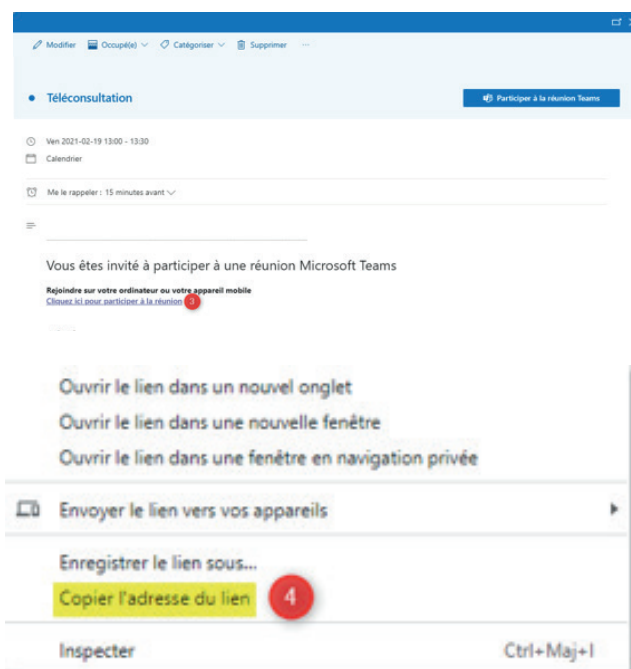 Modifier Occupé(e) Catégoriser Supprimer ...
Téléconsultation Participer à la réunion Teams
Ven 2021-02-19 13:00 - 13:30
Calendrier
Me le rappeler : 15 minutes avant
Vous êtes invité à participer à une réunion Microsoft Teams
Rejoindre sur votre ordinateur ou votre appareil mobile
Cliquez ici pour participer à la réunion 3
Ouvrir le lien dans un nouvel onglet
Ouvrir le lien dans une nouvelle fenêtre
Ouvrir le lien dans une fenêtre en navigation privée
Envoyer le lien vers vos appareils
Enregistrer le lien sous...
Copier l'adresse du lien 4
Inspecter Ctrl+Maj+I